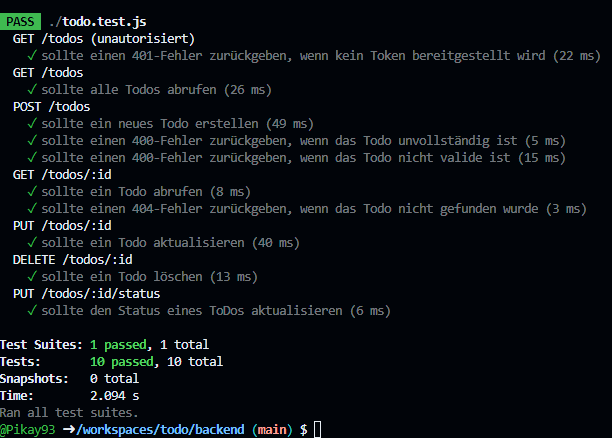 PASS ./todo.test.js
GET /todos (unautorisiert)
✓ sollte einen 401-Fehler zurückgeben, wenn kein Token bereitgestellt wird (22 ms)
GET /todos
✓ sollte alle Todos abrufen (26 ms)
POST /todos
✓ sollte ein neues Todo erstellen (49 ms)
✓ sollte einen 400-Fehler zurückgeben, wenn das Todo unvollständig ist (5 ms)
✓ sollte einen 400-Fehler zurückgeben, wenn das Todo nicht valide ist (15 ms)
GET /todos/:id
✓ sollte ein Todo abrufen (8 ms)
✓ sollte einen 404-Fehler zurückgeben, wenn das Todo nicht gefunden wurde (3 ms)
PUT /todos/:id
✓ sollte ein Todo aktualisieren (40 ms)
DELETE /todos/:id
✓ sollte ein Todo löschen (13 ms)
PUT /todos/:id/status
✓ sollte den Status eines ToDos aktualisieren (6 ms)
Test Suites: 1 passed, 1 total
Tests: 10 passed, 10 total
Snapshots: 0 total
Time: 2.094 s
Ran all test suites.
@Pikay93 ➜/workspaces/todo/backend (main) $